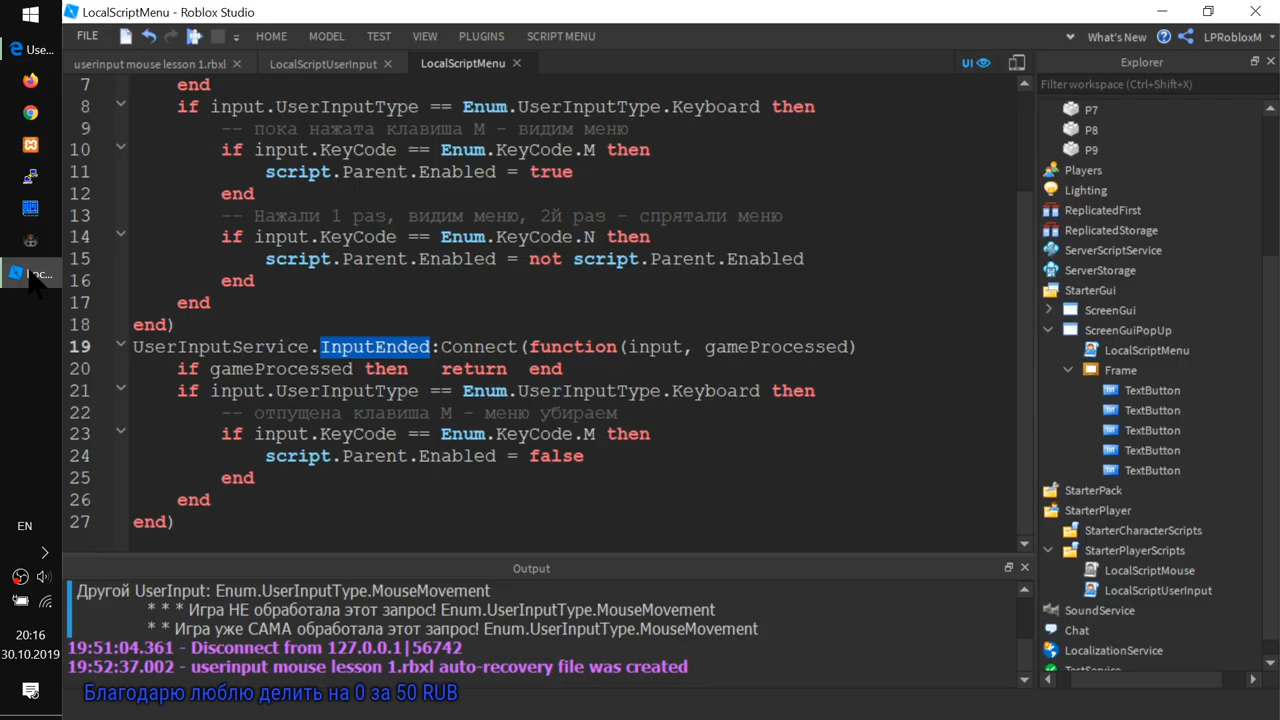 LocalScriptMenu - Roblox Studio
Use...
FILE
HOME
MODEL
TEST
VIEW
PLUGINS
SCRIPT MENU
What's New
LPRobloxM
userinput mouse lesson 1.rbxl
LocalScriptUserInput
LocalScriptMenu
UI
Explorer
Filter workspace (Ctrl+Shift+X)
7 end
8 if input.UserInputType == Enum.UserInputType.Keyboard then
9 -- пока нажата клавиша M - видим меню
10 if input.KeyCode == Enum.KeyCode.M then
11 script.Parent.Enabled = true
12 end
13 -- Нажали 1 раз, видим меню, 2й раз - спрятали меню
14 if input.KeyCode == Enum.KeyCode.N then
15 script.Parent.Enabled = not script.Parent.Enabled
16 end
17 end
18 end)
19 UserInputService.InputEnded:Connect(function(input, gameProcessed)
20 if gameProcessed then return end
21 if input.UserInputType == Enum.UserInputType.Keyboard then
22 -- отпущена клавиша M - меню убираем
23 if input.KeyCode == Enum.KeyCode.M then
24 script.Parent.Enabled = false
25 end
26 end
27 end)
P7
P8
P9
Players
Lighting
ReplicatedFirst
ReplicatedStorage
ServerScriptService
ServerStorage
StarterGui
ScreenGui
ScreenGuiPopUp
LocalScriptMenu
Frame
TextButton
TextButton
TextButton
TextButton
TextButton
StarterPack
StarterPlayer
StarterCharacterScripts
StarterPlayerScripts
LocalScriptMouse
LocalScriptUserInput
SoundService
Chat
LocalizationService
TestService
Output
Другой UserInput: Enum.UserInputType.MouseMovement
* * * Игра НЕ обработала этот запрос! Enum.UserInputType.MouseMovement
* * Игра уже САМА обработала этот запрос! Enum.UserInputType.MouseMovement
19:51:04.361 - Disconnect from 127.0.0.1|56742
19:52:37.002 - userinput mouse lesson 1.rbxl auto-recovery file was created
Благодарю люблю делить на 0 за 50 RUB
EN
20:16
30.10.2019